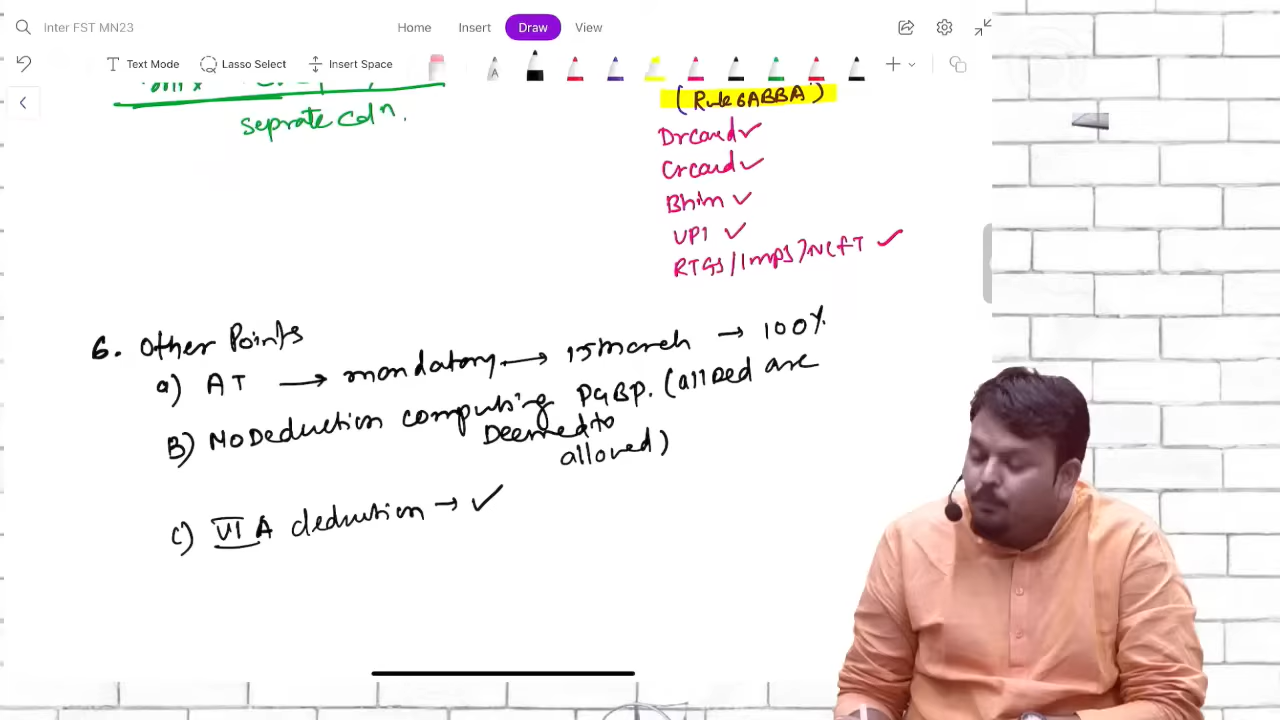 Inter FST MN23
Home Insert Draw View
Text Mode Lasso Select Insert Space
seprate cdn.
(Rule 6ABBA)
Drcard ✓
Crcard ✓
Bhim ✓
UPI ✓
RTGS/Imps/Neft ✓
6. Other Points
a) AT → mandatory → 15 March → 100%
B) No Deduction computing PGBP. (allowed are
Deemed to
allowed)
c) VI A deduction → ✓